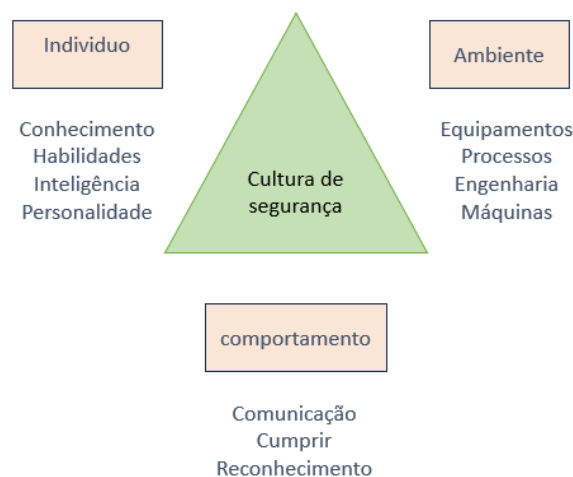 Individuo
Conhecimento
Habilidades
Inteligência
Personalidade
Cultura de
segurança
Ambiente
Equipamentos
Processos
Engenharia
Máquinas
comportamento
Comunicação
Cumprir
Reconhecimento